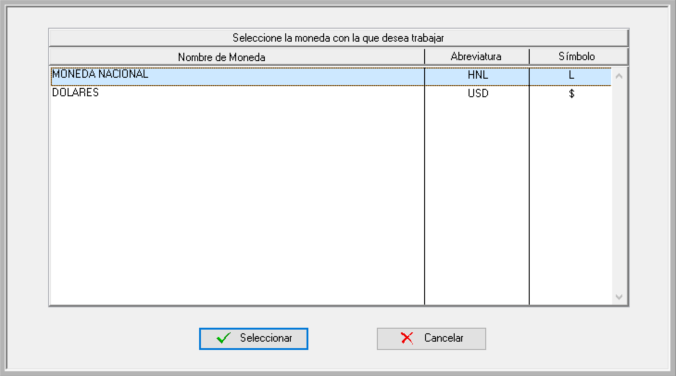 Seleccione la moneda con la que desea trabajar
Nombre de Moneda Abreviatura Símbolo
MONEDA NACIONAL HNL L
DOLARES USD $
Seleccionar Cancelar